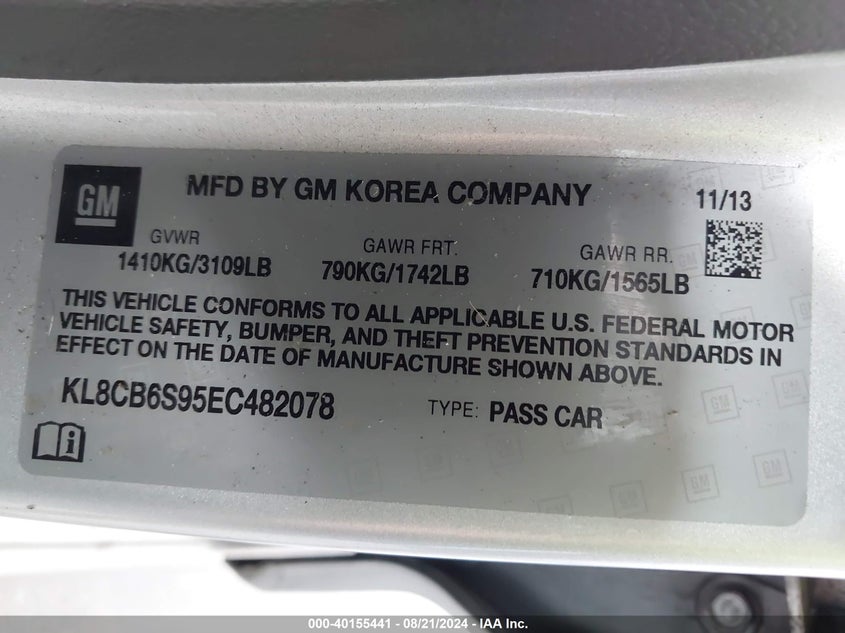 GM
MFD BY GM KOREA COMPANY
11/13
GVWR
1410KG/3109LB
GAWR FRT.
790KG/1742LB
GAWR RR.
710KG/1565LB
THIS VEHICLE CONFORMS TO ALL APPLICABLE U.S. FEDERAL MOTOR
VEHICLE SAFETY, BUMPER, AND THEFT PREVENTION STANDARDS IN
EFFECT ON THE DATE OF MANUFACTURE SHOWN ABOVE.
KL8CB6S95EC482078
TYPE: PASS CAR
000-40155441 - 08/21/2024 - IAA Inc.